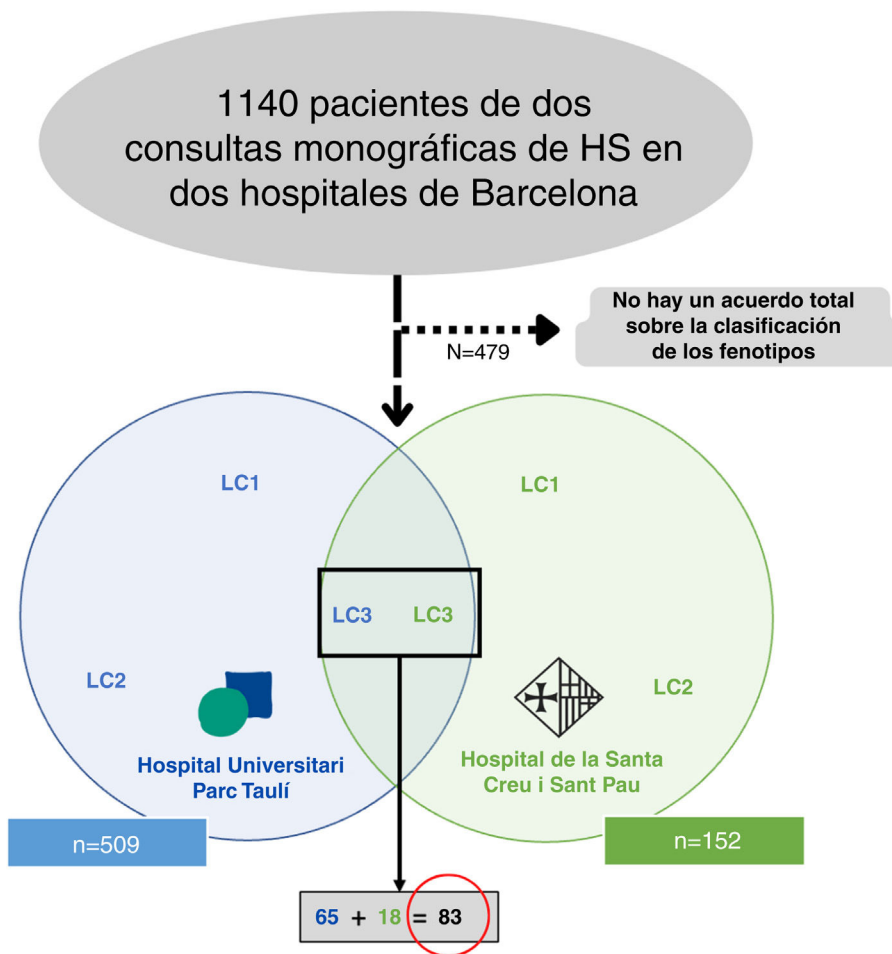 1140 pacientes de dos
consultas monográficas de HS en
dos hospitales de Barcelona
No hay un acuerdo total
sobre la clasificación
de los fenotipos
N=479
LC1
LC1
LC3
LC3
LC2
LC2
Hospital Universitari
Parc Taulí
Hospital de la Santa
Creu i Sant Pau
n=509
n=152
65 + 18 = 83